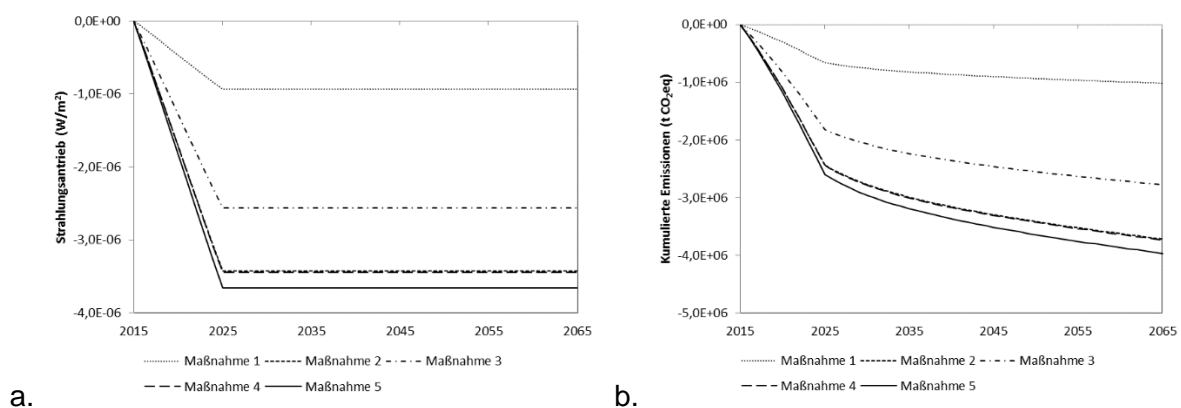 Strahlungsantrieb (W/m²)
0,0E+00
-1,0E-06
-2,0E-06
-3,0E-06
-4,0E-06
2015 2025 2035 2045 2055 2065
Maßnahme 1 Maßnahme 2 Maßnahme 3
Maßnahme 4 Maßnahme 5
a.
Kumulierte Emissionen (t CO₂eq)
0,0E+00
-1,0E+06
-2,0E+06
-3,0E+06
-4,0E+06
-5,0E+06
2015 2025 2035 2045 2055 2065
Maßnahme 1 Maßnahme 2 Maßnahme 3
Maßnahme 4 Maßnahme 5
b.